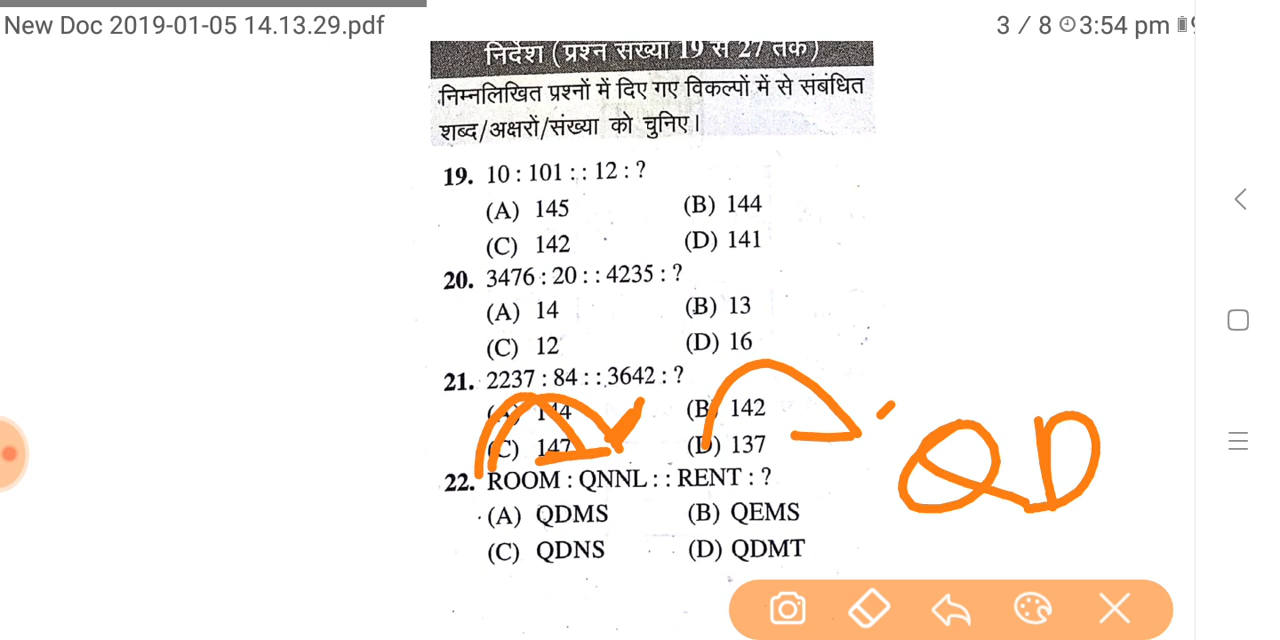 New Doc 2019-01-05 14.13.29.pdf 3 / 8 3:54 pm
निर्देश (प्रश्न संख्या 19 से 27 तक)
निम्नलिखित प्रश्नों में दिए गए विकल्पों में से संबंधित
शब्द/अक्षरों/संख्या को चुनिए।
19. 10 : 101 : : 12 : ?
(A) 145 (B) 144
(C) 142 (D) 141
20. 3476 : 20 : : 4235 : ?
(A) 14 (B) 13
(C) 12 (D) 16
21. 2237 : 84 : : 3642 : ?
(A) 144 (B) 142
(C) 147 (D) 137
QD
22. ROOM : QNNL : : RENT : ?
(A) QDMS (B) QEMS
(C) QDNS (D) QDMT